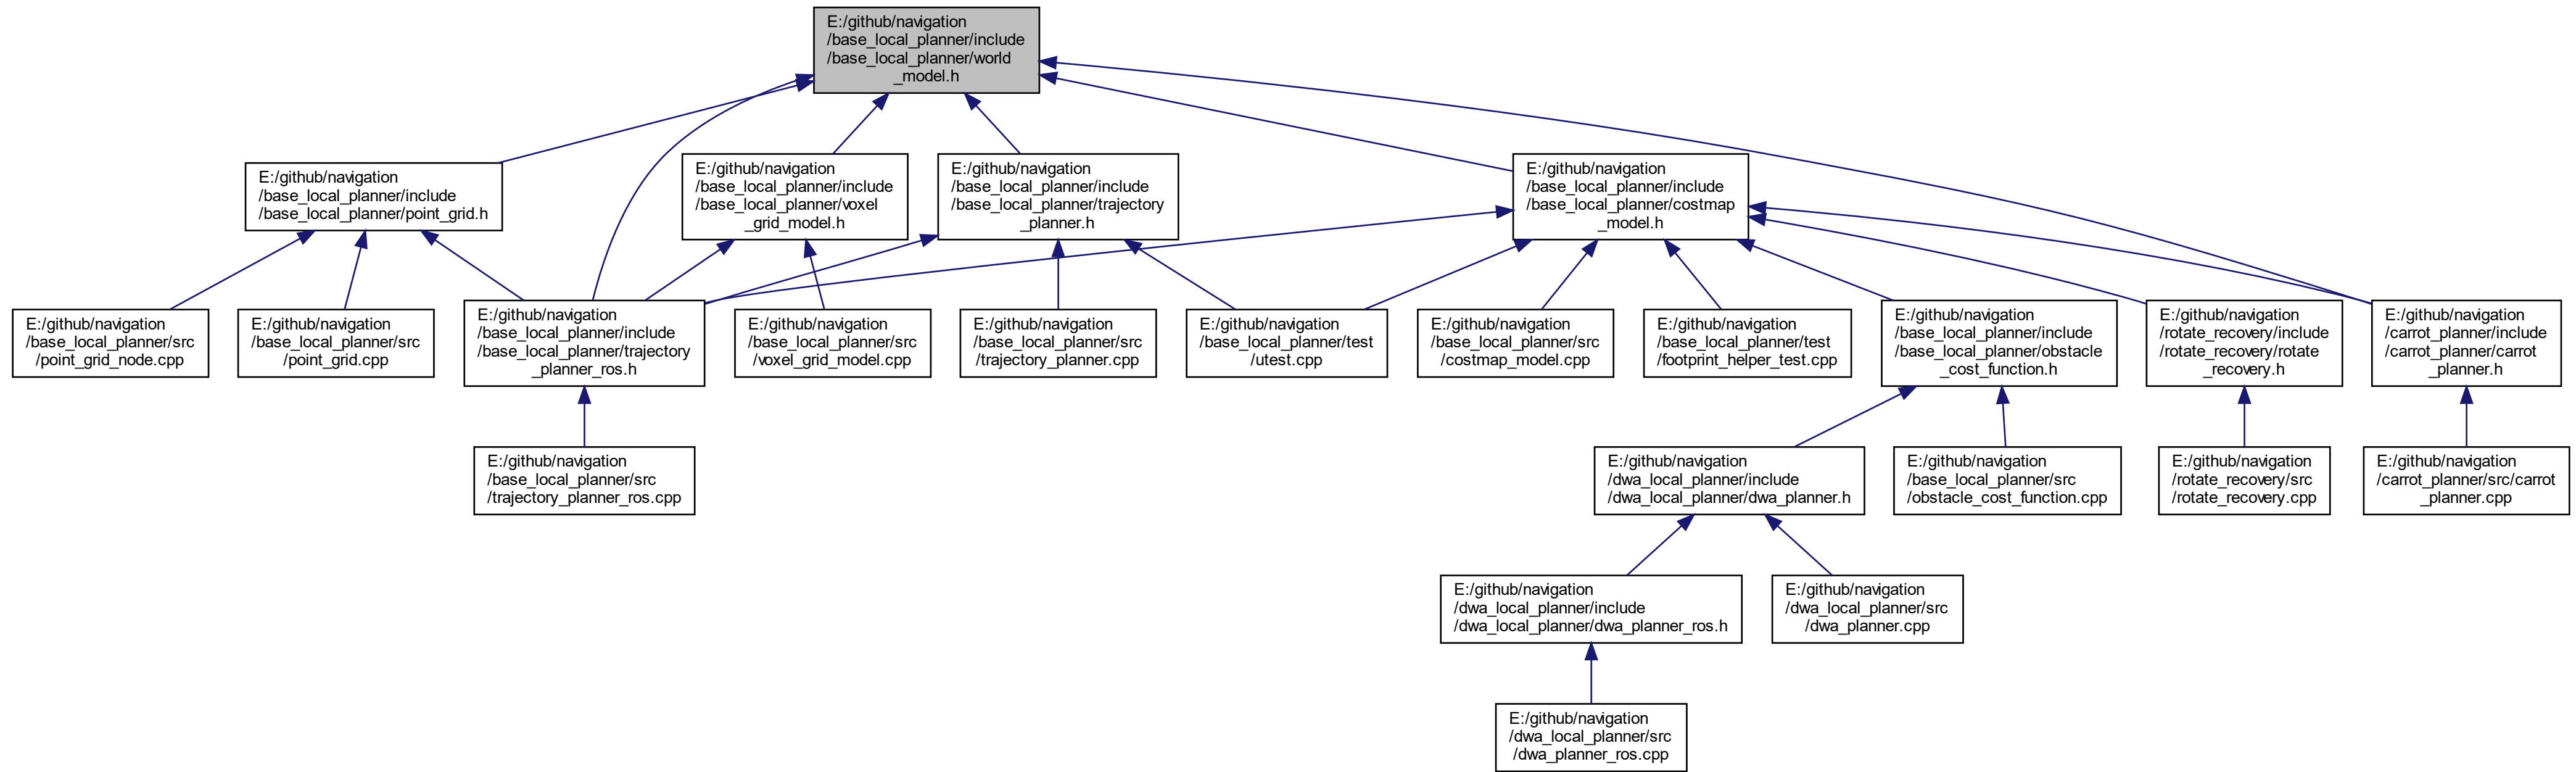 E:/github/navigation
/base_local_planner/include
/base_local_planner/world
_model.h
E:/github/navigation
/base_local_planner/include
/base_local_planner/point_grid.h
E:/github/navigation
/base_local_planner/include
/base_local_planner/voxel
_grid_model.h
E:/github/navigation
/base_local_planner/include
/base_local_planner/trajectory
_planner.h
E:/github/navigation
/base_local_planner/include
/base_local_planner/costmap
_model.h
E:/github/navigation
/base_local_planner/src
/point_grid_node.cpp
E:/github/navigation
/base_local_planner/src
/point_grid.cpp
E:/github/navigation
/base_local_planner/include
/base_local_planner/trajectory
_planner_ros.h
E:/github/navigation
/base_local_planner/src
/voxel_grid_model.cpp
E:/github/navigation
/base_local_planner/src
/trajectory_planner.cpp
E:/github/navigation
/base_local_planner/test
/utest.cpp
E:/github/navigation
/base_local_planner/src
/costmap_model.cpp
E:/github/navigation
/base_local_planner/test
/footprint_helper_test.cpp
E:/github/navigation
/base_local_planner/include
/base_local_planner/obstacle
_cost_function.h
E:/github/navigation
/rotate_recovery/include
/rotate_recovery/rotate
_recovery.h
E:/github/navigation
/carrot_planner/include
/carrot_planner/carrot
_planner.h
E:/github/navigation
/base_local_planner/src
/trajectory_planner_ros.cpp
E:/github/navigation
/dwa_local_planner/include
/dwa_local_planner/dwa_planner.h
E:/github/navigation
/base_local_planner/src
/obstacle_cost_function.cpp
E:/github/navigation
/rotate_recovery/src
/rotate_recovery.cpp
E:/github/navigation
/carrot_planner/src/carrot
_planner.cpp
E:/github/navigation
/dwa_local_planner/include
/dwa_local_planner/dwa_planner_ros.h
E:/github/navigation
/dwa_local_planner/src
/dwa_planner.cpp
E:/github/navigation
/dwa_local_planner/src
/dwa_planner_ros.cpp